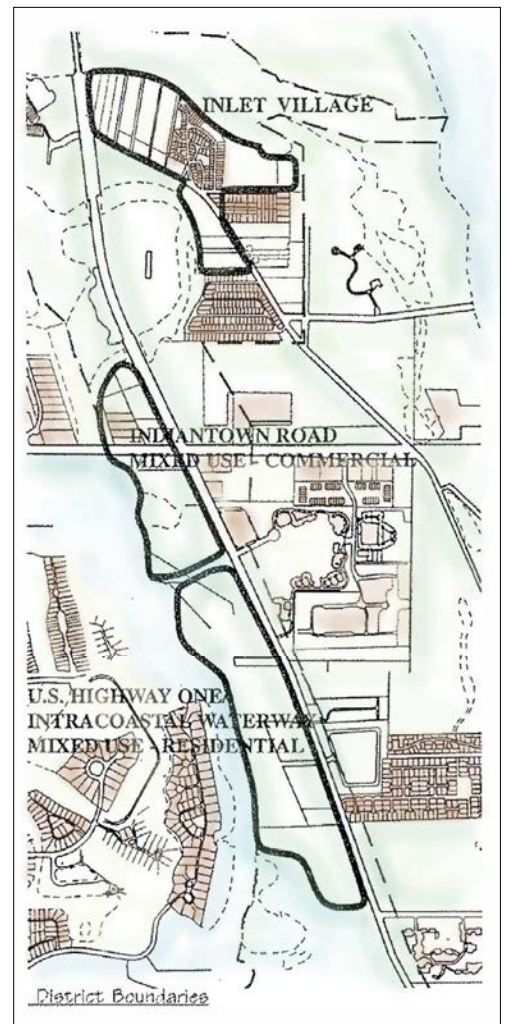 INLET VILLAGE
INDIANTOWN ROAD
MIXED USE - COMMERCIAL
U.S. HIGHWAY ONE/
INTRACOASTAL WATERWAY
MIXED USE - RESIDENTIAL
District Boundaries